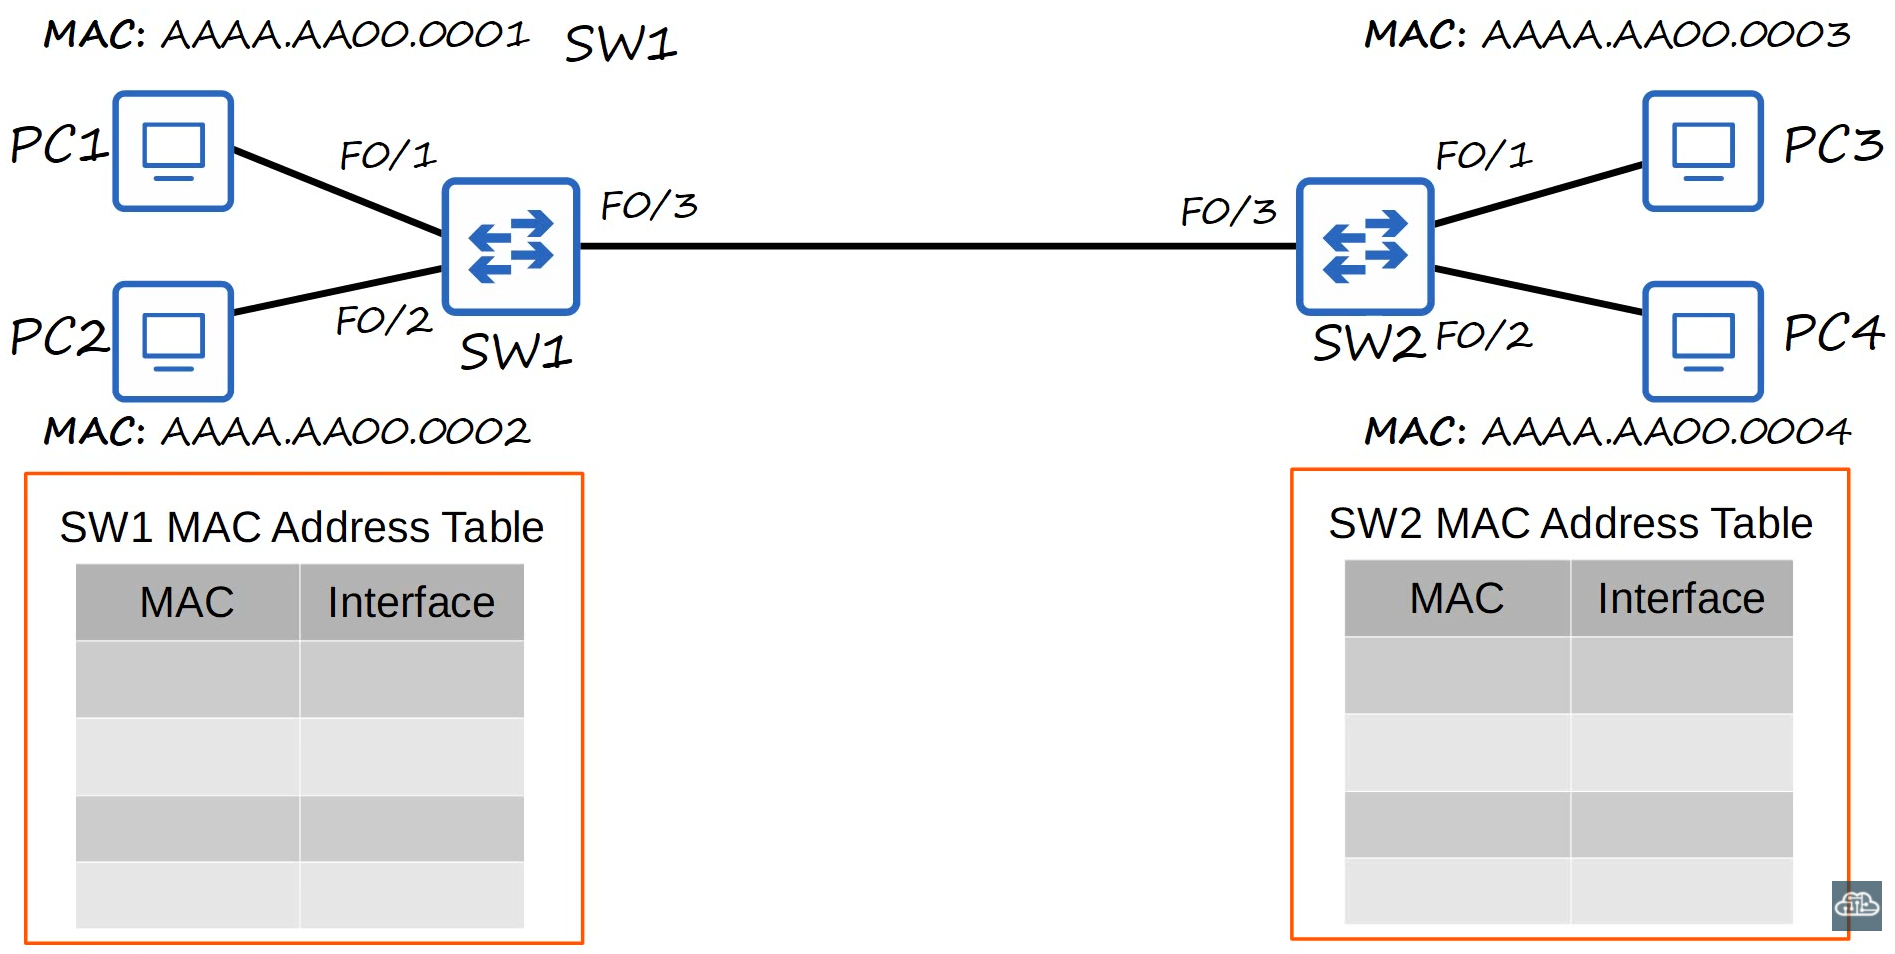 MAC: AAAA.AA00.0001
SW1
MAC: AAAA.AA00.0003
PC1
F0/1
F0/1
PC3
F0/3
F0/3
PC2
F0/2
SW1
SW2
F0/2
PC4
MAC: AAAA.AA00.0002
MAC: AAAA.AA00.0004
SW1 MAC Address Table
MAC Interface
SW2 MAC Address Table
MAC Interface